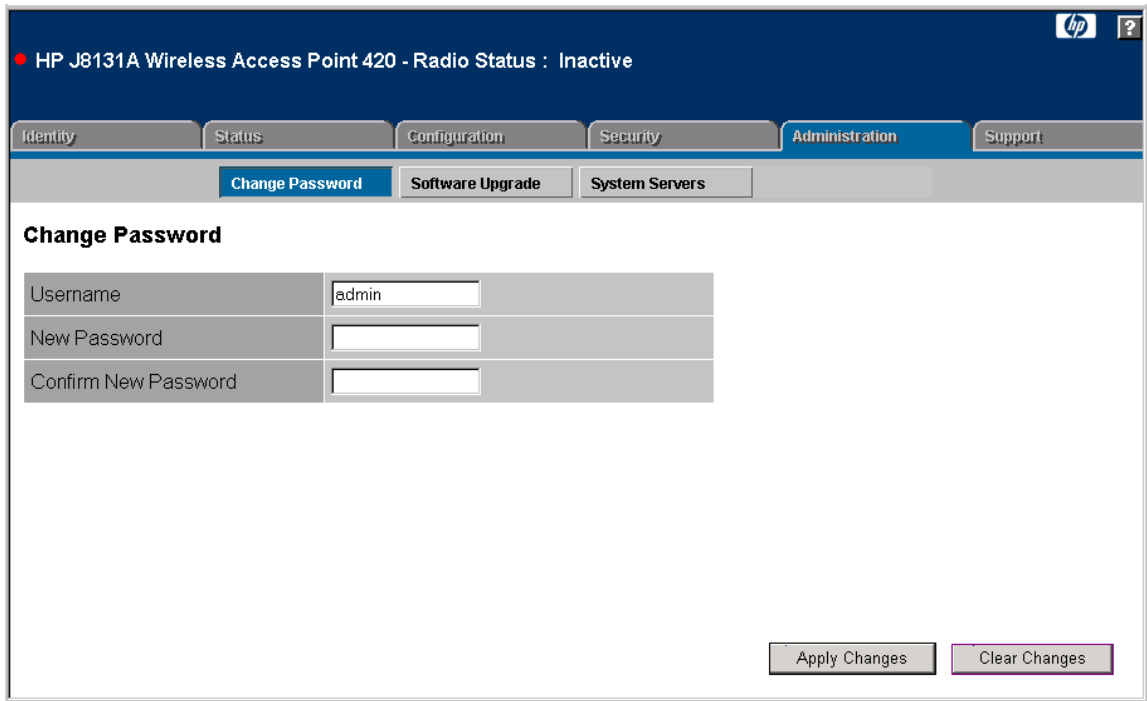 hp ?
HP J8131A Wireless Access Point 420 - Radio Status : Inactive
Identity Status Configuration Security Administration Support
Change Password Software Upgrade System Servers
Change Password
Username admin
New Password
Confirm New Password
Apply Changes Clear Changes